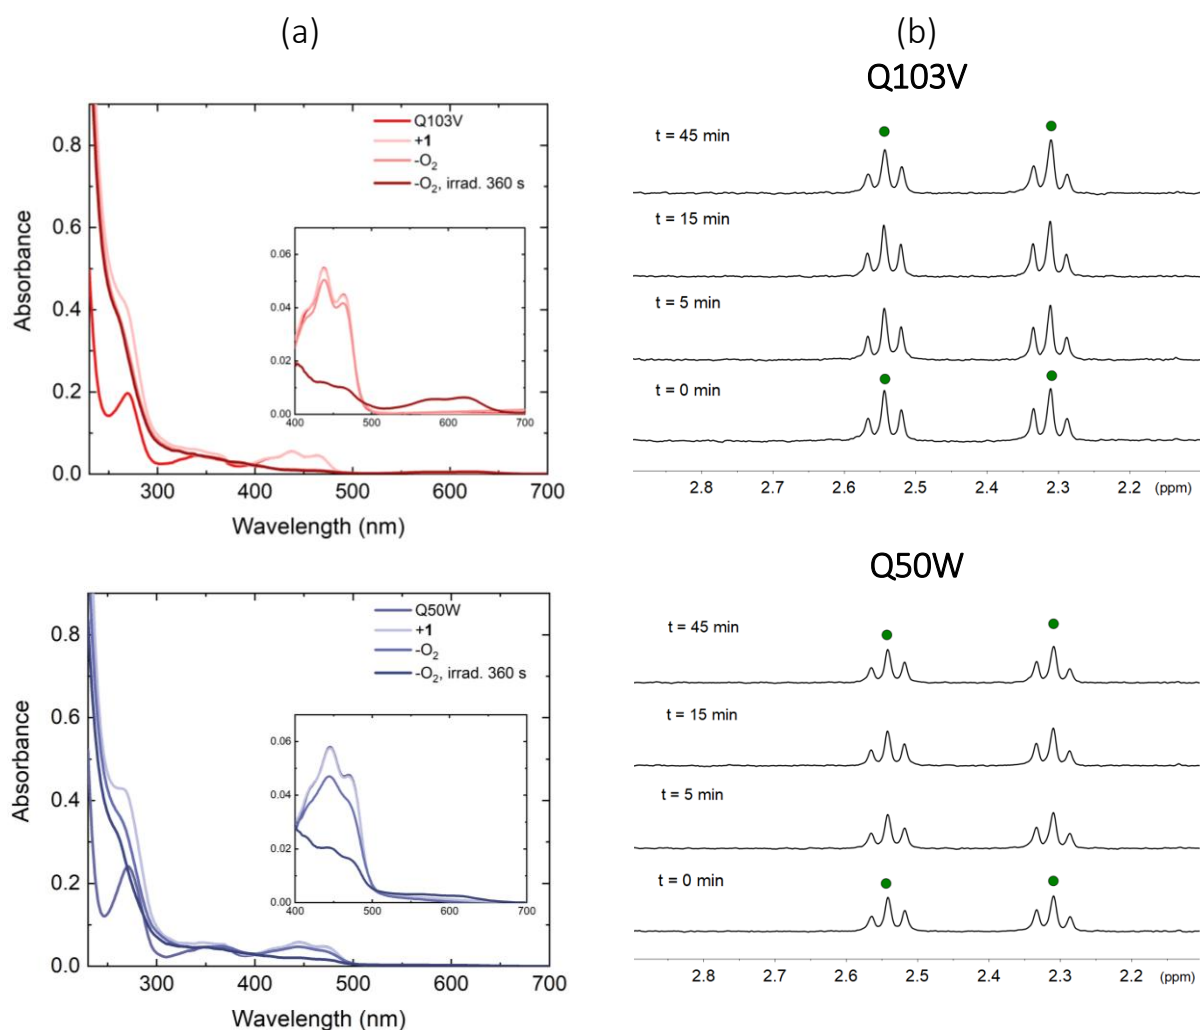 (a)
(b)
Q103V
Absorbance
0.8
0.6
0.4
0.2
0.0
Q103V
+1
-O₂
-O₂, irrad. 360 s
0.06
0.04
0.02
0.00
400
500
600
700
300
400
500
600
700
Wavelength (nm)
t = 45 min
t = 15 min
t = 5 min
t = 0 min
2.8
2.7
2.6
2.5
2.4
2.3
2.2
(ppm)
Q50W
Absorbance
0.8
0.6
0.4
0.2
0.0
Q50W
+1
-O₂
-O₂, irrad. 360 s
0.06
0.04
0.02
0.00
400
500
600
700
300
400
500
600
700
Wavelength (nm)
t = 45 min
t = 15 min
t = 5 min
t = 0 min
2.8
2.7
2.6
2.5
2.4
2.3
2.2
(ppm)